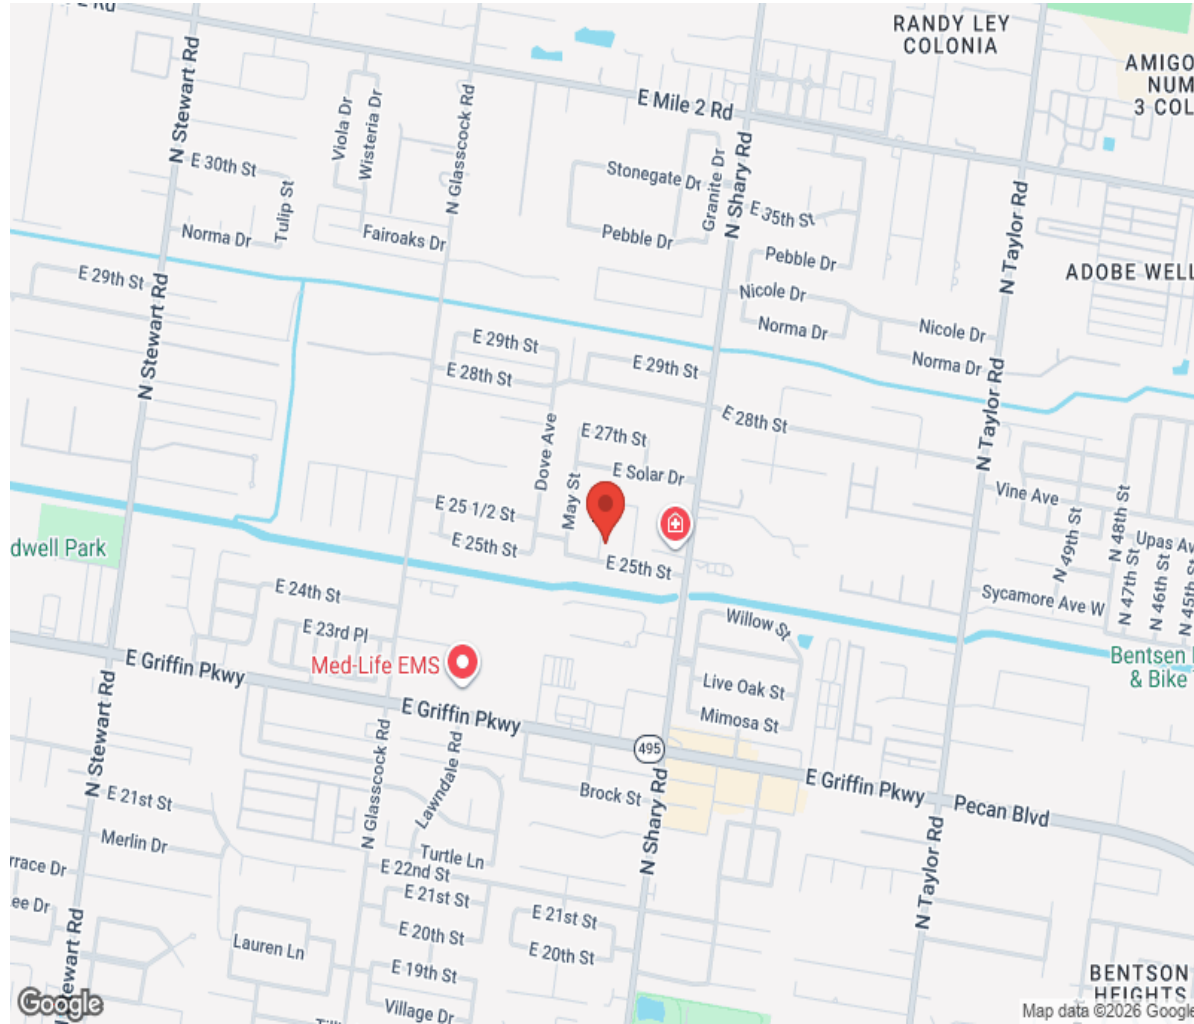 RANDY LEY
COLONIA
AMIGO
NUM
3 COL
N Stewart Rd
N Glasscock Rd
E Mile 2 Rd
Viola Dr
Wisteria Dr
E 30th St
Tulip St
Norma Dr
Fairoaks Dr
Stonegate Dr
Granite Dr
N Shary Rd
E 35th St
Pebble Dr
Pebble Dr
N Taylor Rd
ADOBE WELL
E 29th St
N Stewart Rd
Nicole Dr
Norma Dr
Nicole Dr
Norma Dr
E 29th St
E 28th St
E 29th St
E 28th St
N Taylor Rd
Dove Ave
E 27th St
E Solar Dr
May St
E 25 1/2 St
E 25th St
E 25th St
Vine Ave
N 49th St
N 48th St
Upas Av
Sycamore Ave W
N 47th St
N 46th St
N 45th St
dwell Park
E 24th St
E 23rd Pl
Willow St
Bentsen
& Bike
Med-Life EMS
E Griffin Pkwy
E Griffin Pkwy
Live Oak St
Mimosa St
495
N Stewart Rd
N Glasscock Rd
Lawndale Rd
Brock St
N Shary Rd
E Griffin Pkwy
Pecan Blvd
E 21st St
Merlin Dr
rrace Dr
ee Dr
Turtle Ln
E 22nd St
E 21st St
E 20th St
E 21st St
E 20th St
N Taylor Rd
Lauren Ln
E 19th St
Village Dr
Stewart Rd
BENTSON
HEIGHTS
Google
Map data ©2026 Google